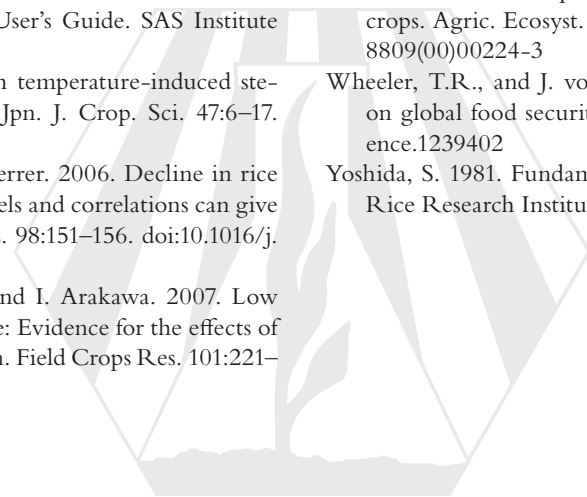 User's Guide. SAS Institute
n temperature-induced ste-
Jpn. J. Crop. Sci. 47:6–17.
errer. 2006. Decline in rice
els and correlations can give
. 98:151–156. doi:10.1016/j.
nd I. Arakawa. 2007. Low
e: Evidence for the effects of
n. Field Crops Res. 101:221–
crops. Agric. Ecosyst.
8809(00)00224-3
Wheeler, T.R., and J. vo
on global food securit
ence.1239402
Yoshida, S. 1981. Fundam
Rice Research Institu